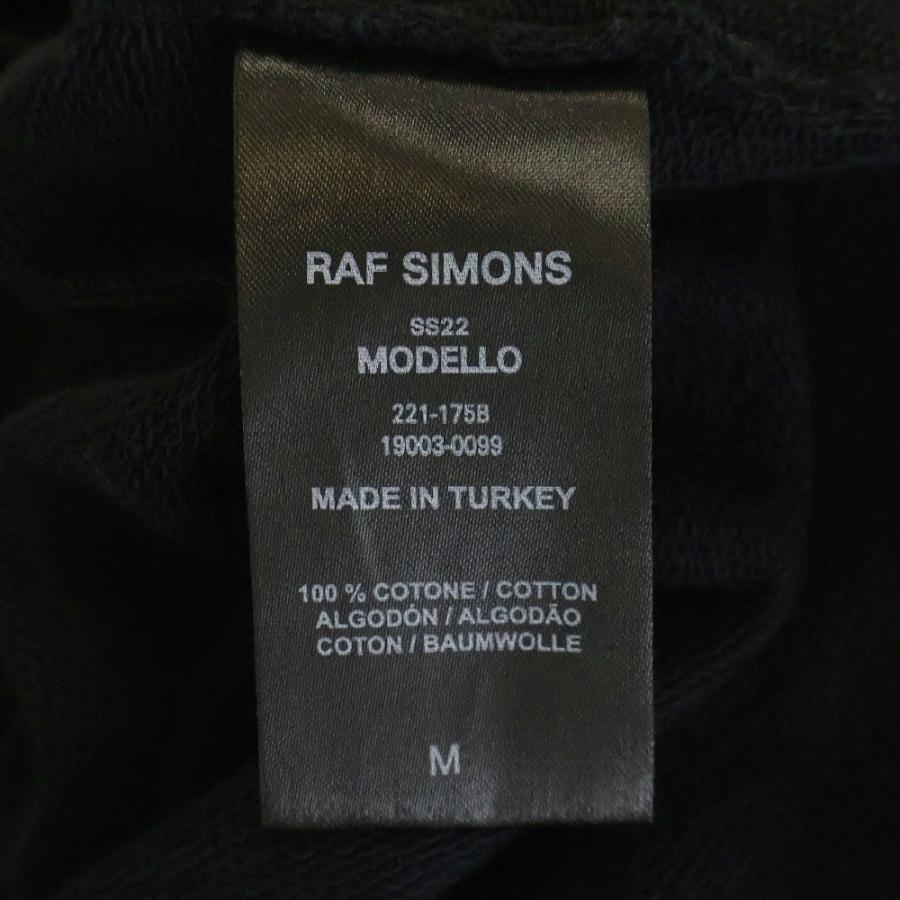 RAF SIMONS
SS22
MODELLO
221-175B
19003-0099
MADE IN TURKEY
100 % COTONE / COTTON
ALGODÓN / ALGODÃO
COTON / BAUMWOLLE
M